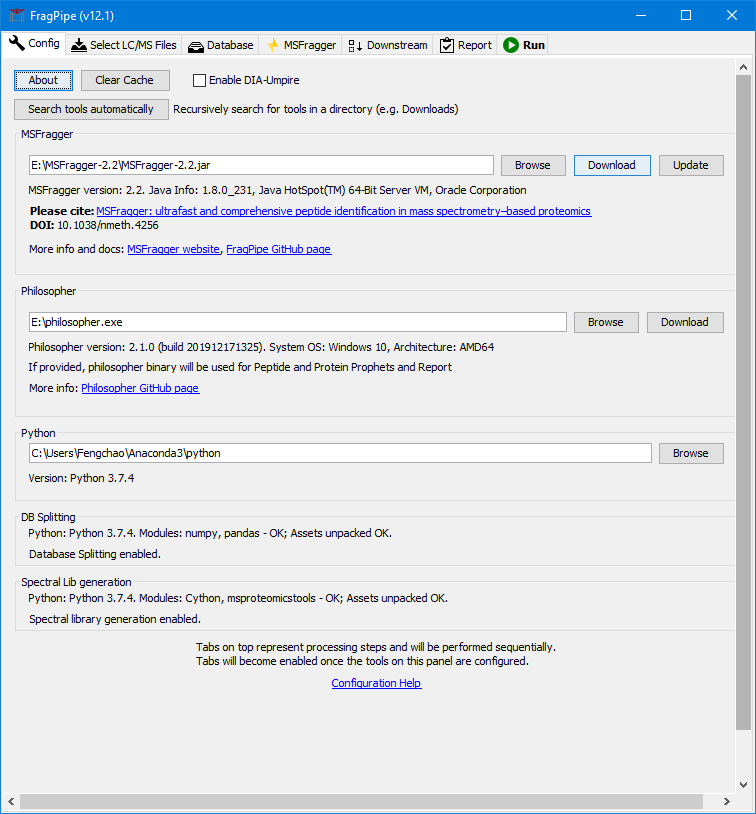 FragPipe (v12.1)
Config Select LC/MS Files Database MSFragger Downstream Report Run
About Clear Cache Enable DIA-Umpire
Search tools automatically Recursively search for tools in a directory (e.g. Downloads)
MSFragger
E:\MSFragger-2.2\MSFragger-2.2.jar Browse Download Update
MSFragger version: 2.2. Java Info: 1.8.0_231, Java HotSpot(TM) 64-Bit Server VM, Oracle Corporation
Please cite: MSFragger: ultrafast and comprehensive peptide identification in mass spectrometry–based proteomics
DOI: 10.1038/nmeth.4256
More info and docs: MSFragger website, FragPipe GitHub page
Philosopher
E:\philosopher.exe Browse Download
Philosopher version: 2.1.0 (build 201912171325). System OS: Windows 10, Architecture: AMD64
If provided, philosopher binary will be used for Peptide and Protein Prophets and Report
More info: Philosopher GitHub page
Python
C:\Users\Fengchao\Anaconda3\python Browse
Version: Python 3.7.4
DB Splitting
Python: Python 3.7.4. Modules: numpy, pandas - OK; Assets unpacked OK.
Database Splitting enabled.
Spectral Lib generation
Python: Python 3.7.4. Modules: Cython, msproteomicstools - OK; Assets unpacked OK.
Spectral library generation enabled.
Tabs on top represent processing steps and will be performed sequentially.
Tabs will become enabled once the tools on this panel are configured.
Configuration Help